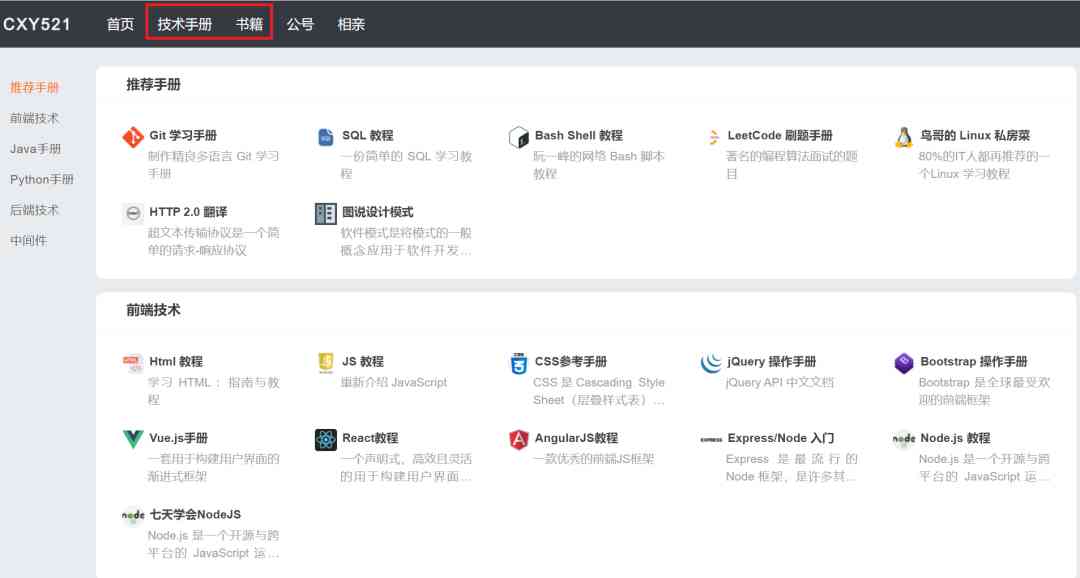 CXY521 首页 技术手册 书籍 公号 相亲
推荐手册
前端技术
Java手册
Python手册
后端技术
中间件
推荐手册
Git 学习手册
制作精良多语言 Git 学习
手册
SQL 教程
一份简单的 SQL 学习教
程
Bash Shell 教程
阮一峰的网络 Bash 脚本
教程
LeetCode 刷题手册
著名的编程算法面试的题
目
鸟哥的 Linux 私房菜
80%的IT人都再推荐的一
个Linux 学习教程
HTTP 2.0 翻译
超文本传输协议是一个简
单的请求-响应协议
图说设计模式
软件模式是将模式的一般
概念应用于软件开发...
前端技术
Html 教程
学习 HTML ： 指南与教
程
JS 教程
重新介绍 JavaScript
CSS参考手册
CSS 是 Cascading Style
Sheet（层叠样式表）...
jQuery 操作手册
jQuery API 中文文档
Bootstrap 操作手册
Bootstrap 是全球最受欢
迎的前端框架
Vue.js手册
一套用于构建用户界面的
渐进式框架
React教程
一个声明式、高效且灵活
的用于构建用户界面...
AngularJS教程
一款优秀的前端JS框架
Express/Node 入门
Express 是最流行的
Node 框架，是许多其...
Node.js 教程
Node.js 是一个开源与跨
平台的 JavaScript 运...
七天学会NodeJS
Node.js 是一个开源与跨
平台的 JavaScript 运...